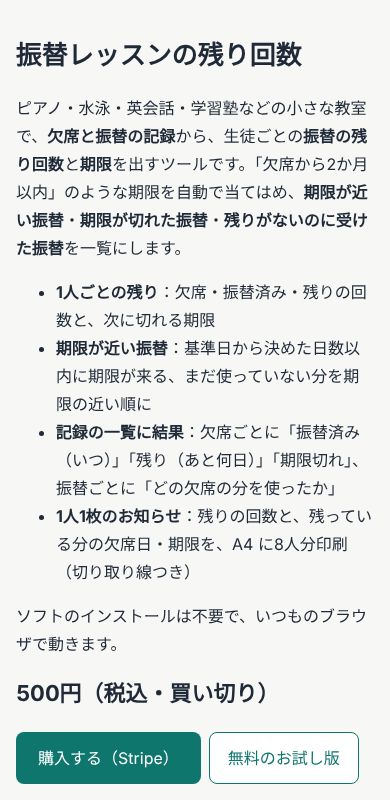 振替レッスンの残り回数
ピアノ・水泳・英会話・学習塾などの小さな教室
で、欠席と振替の記録から、生徒ごとの振替の残
り回数と期限を出すツールです。「欠席から2か月
以内」のような期限を自動で当てはめ、期限が近
い振替・期限が切れた振替・残りがないのに受け
た振替を一覧にします。
• 1人ごとの残り：欠席・振替済み・残りの回
数と、次に切れる期限
• 期限が近い振替：基準日から決めた日数以
内に期限が来る、まだ使っていない分を期
限の近い順に
• 記録の一覧に結果：欠席ごとに「振替済み
（いつ）」「残り（あと何日）」「期限切れ」、
振替ごとに「どの欠席の分を使ったか」
• 1人1枚のお知らせ：残りの回数と、残ってい
る分の欠席日・期限を、A4 に8人分印刷
（切り取り線つき）
ソフトのインストールは不要で、いつものブラウ
ザで動きます。
500円（税込・買い切り）
購入する（Stripe）
無料のお試し版